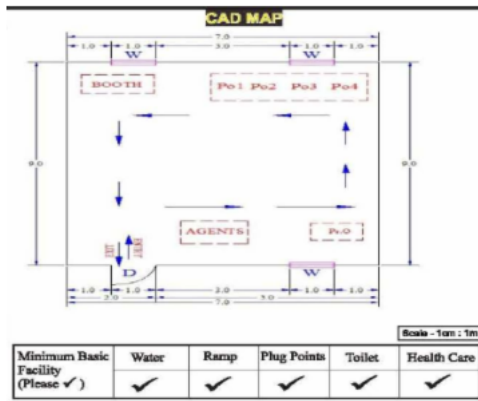 CAD MAP
7.0
1.0 1.0 3.0 1.0 1.0
W W
BOOTH Po1 Po2 Po3 Po4
9.0 9.0
AGENTS Pr.O
EXIT
D W
1.0 1.0 3.0 1.0 1.0
2.0 5.0
7.0
Scale - 1cm : 1m
Minimum Basic Facility (Please ✓) Water Ramp Plug Points Toilet Health Care
✓ ✓ ✓ ✓ ✓